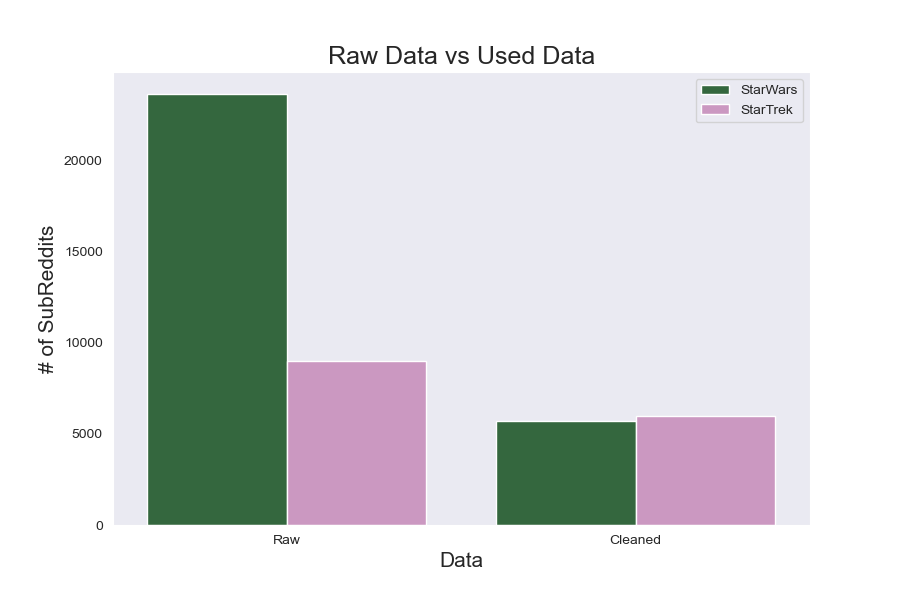 Raw Data vs Used Data
StarWars
StarTrek
20000
15000
10000
5000
0
# of SubReddits
Raw
Cleaned
Data